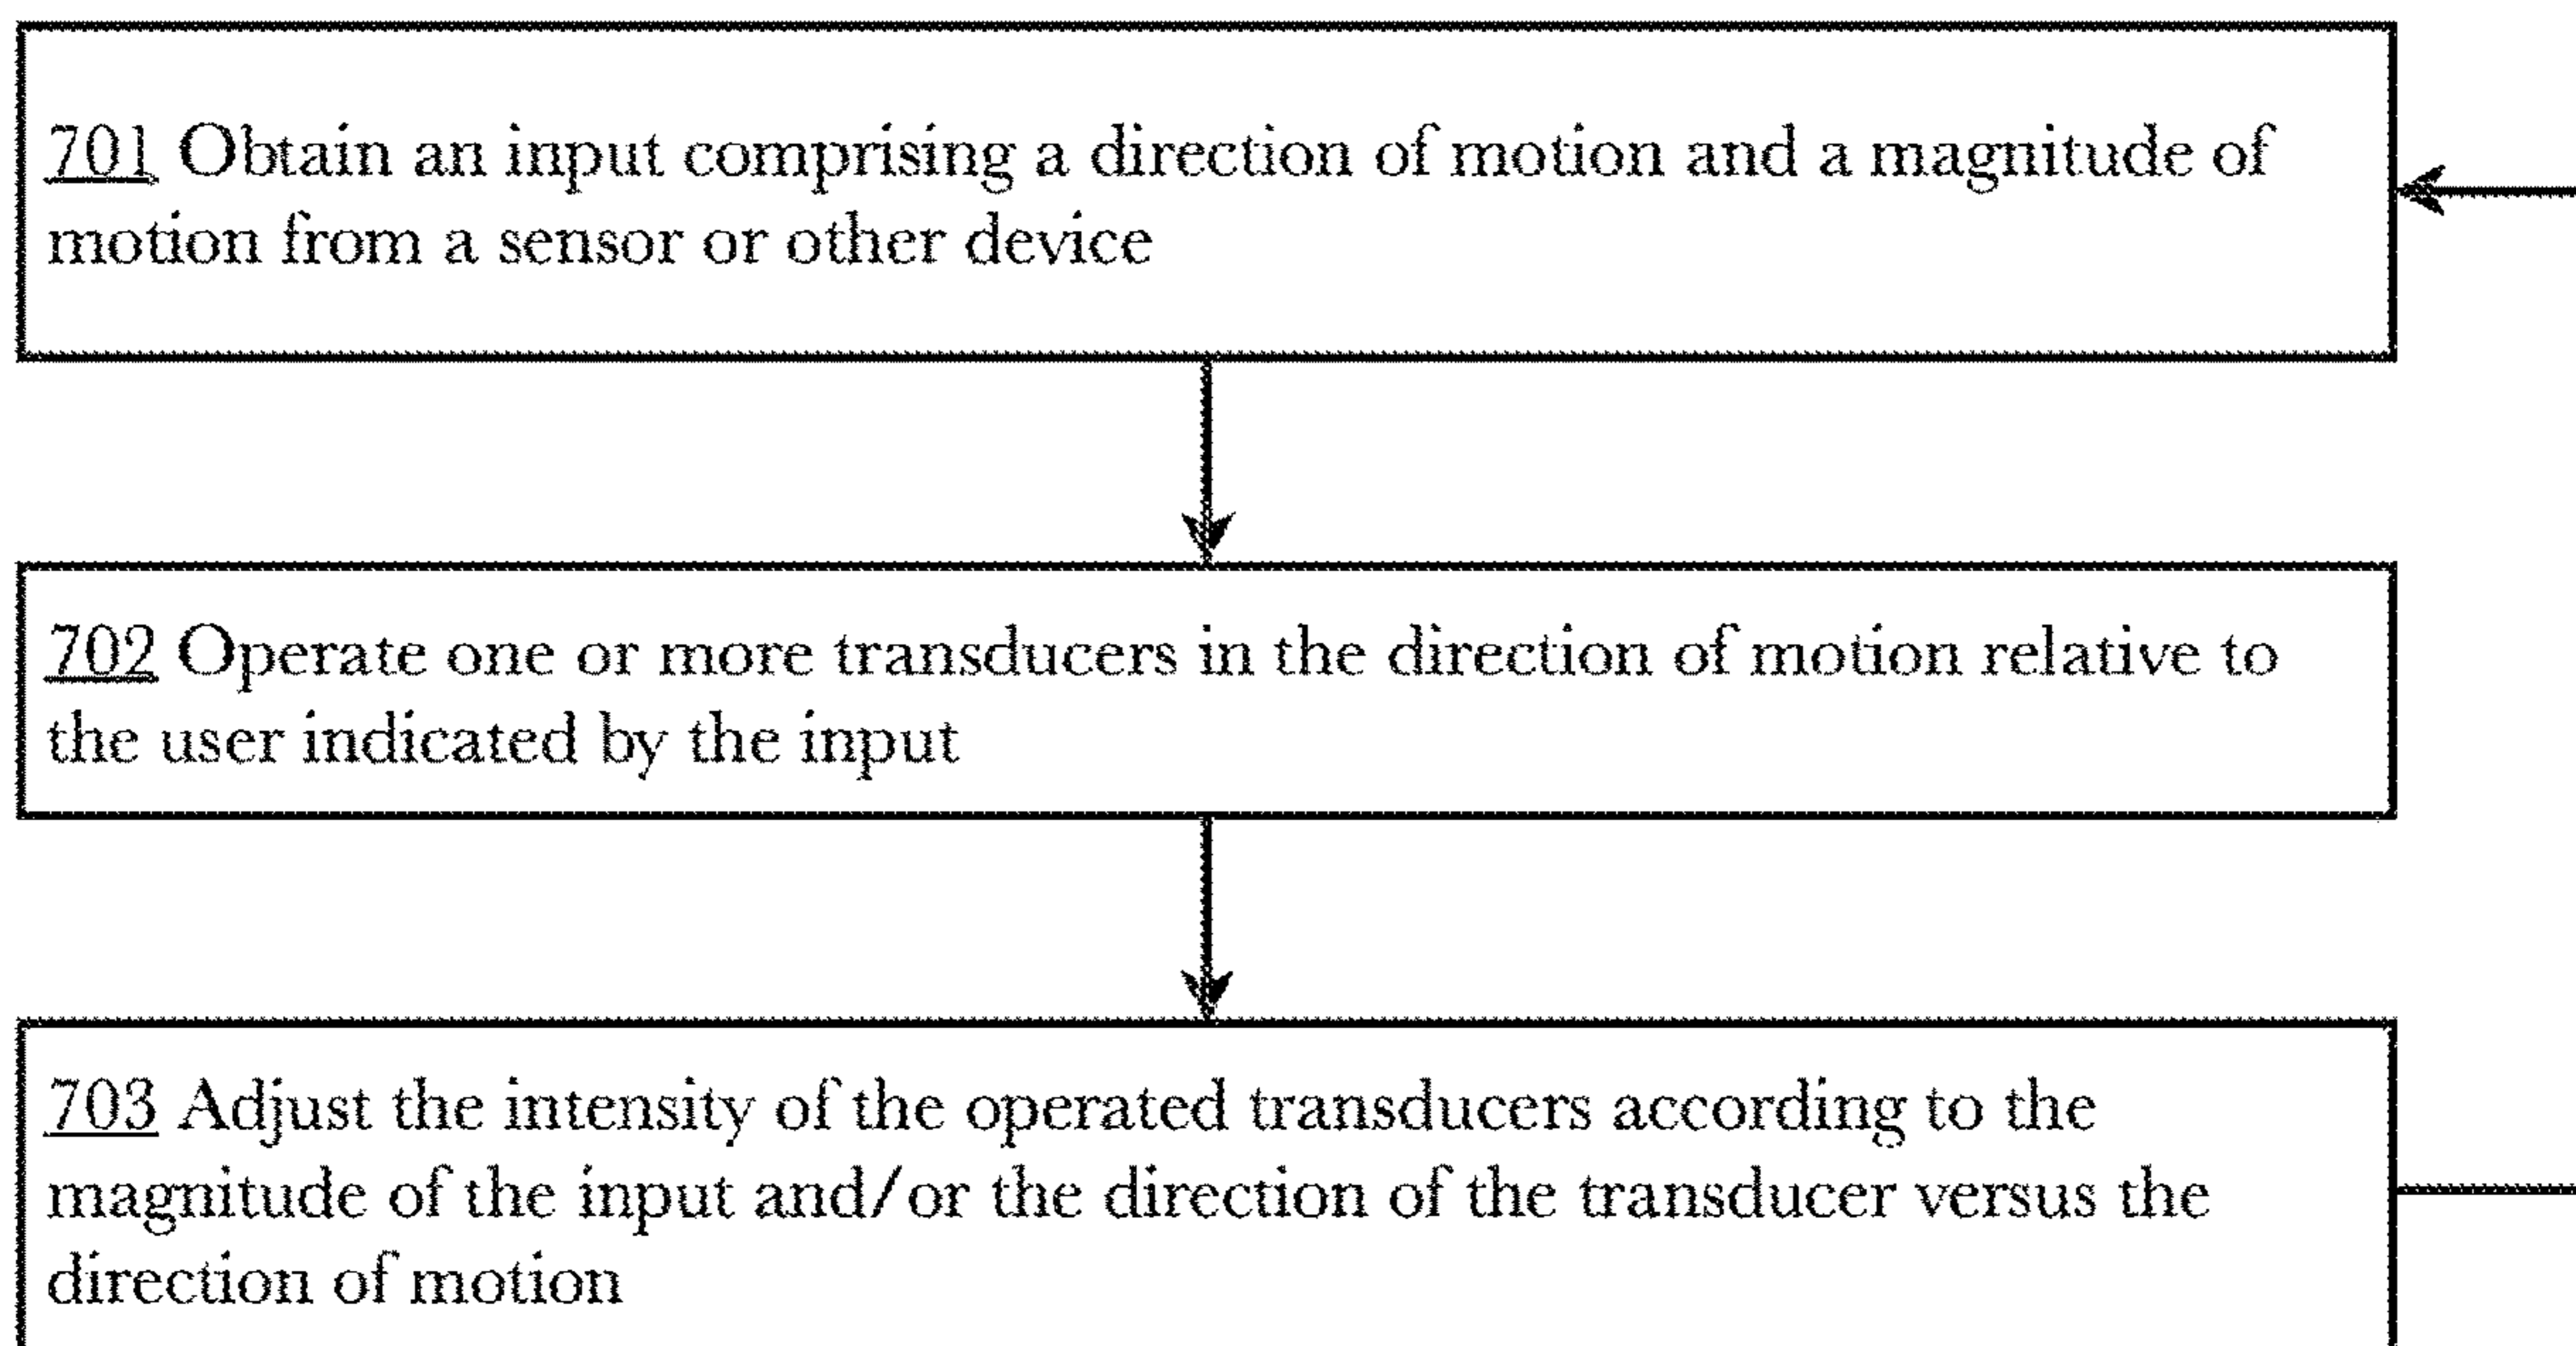 701 Obtain an input comprising a direction of motion and a magnitude of
motion from a sensor or other device
702 Operate one or more transducers in the direction of motion relative to
the user indicated by the input
703 Adjust the intensity of the operated transducers according to the
magnitude of the input and/or the direction of the transducer versus the
direction of motion